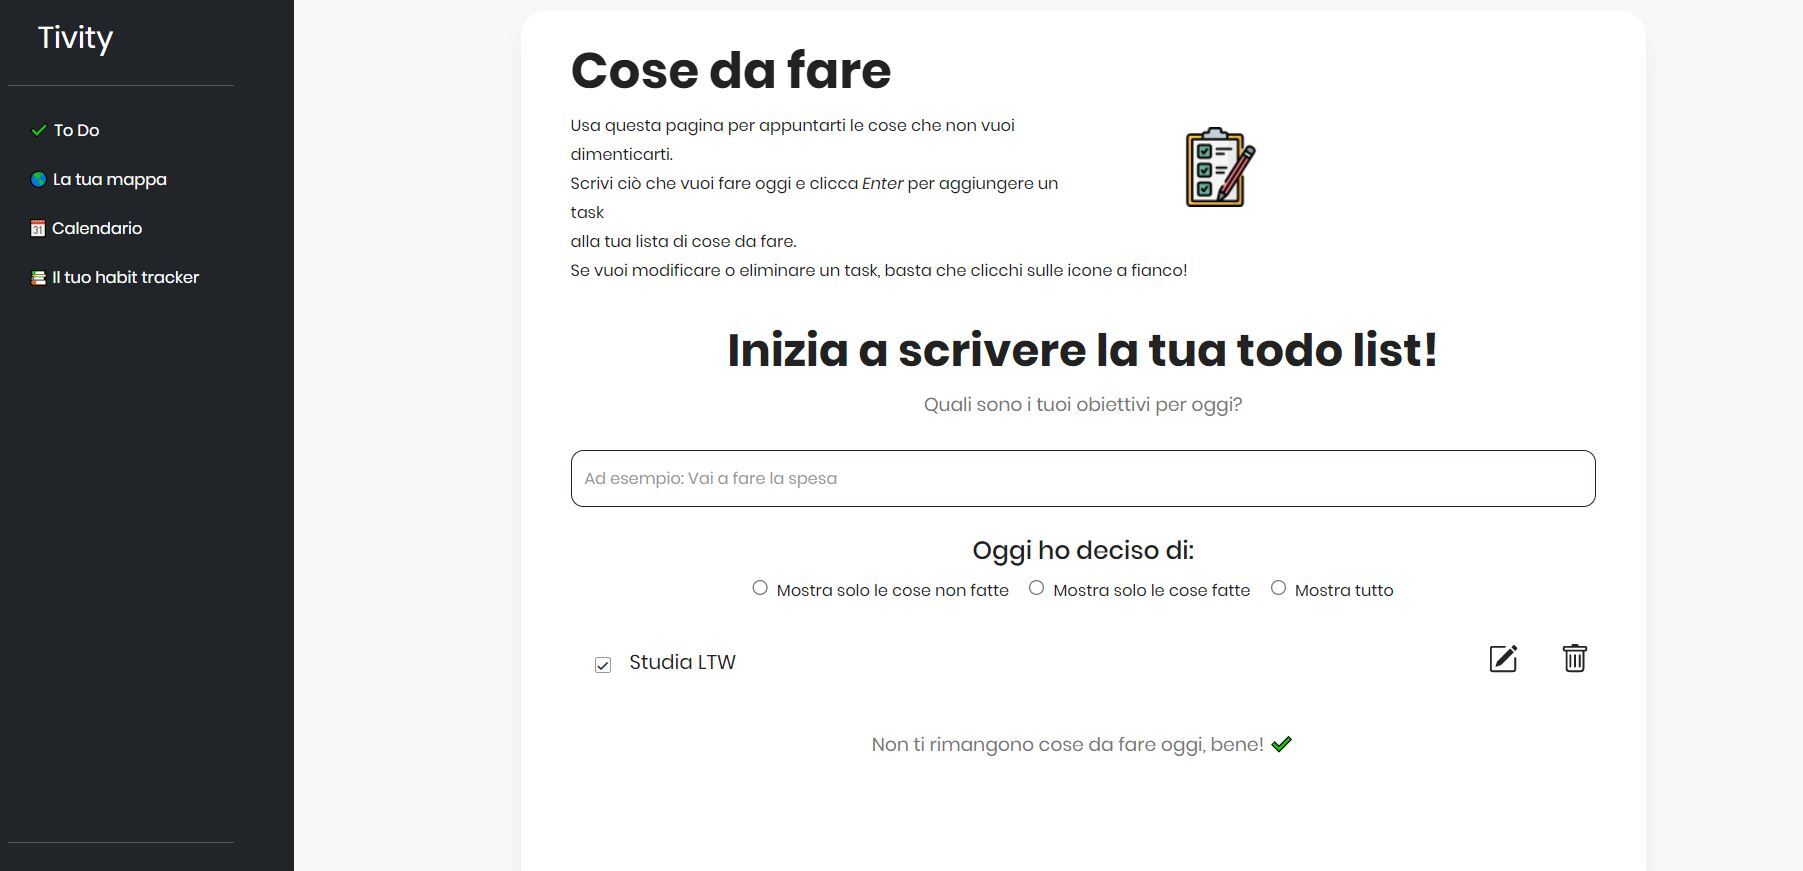 Tivity
To Do
La tua mappa
31 Calendario
Il tuo habit tracker
Cose da fare
Usa questa pagina per appuntarti le cose che non vuoi
dimenticarti.
Scrivi ciò che vuoi fare oggi e clicca Enter per aggiungere un
task
alla tua lista di cose da fare.
Se vuoi modificare o eliminare un task, basta che clicchi sulle icone a fianco!
Inizia a scrivere la tua todo list!
Quali sono i tuoi obiettivi per oggi?
Ad esempio: Vai a fare la spesa
Oggi ho deciso di:
Mostra solo le cose non fatte Mostra solo le cose fatte Mostra tutto
Studia LTW
Non ti rimangono cose da fare oggi, bene!